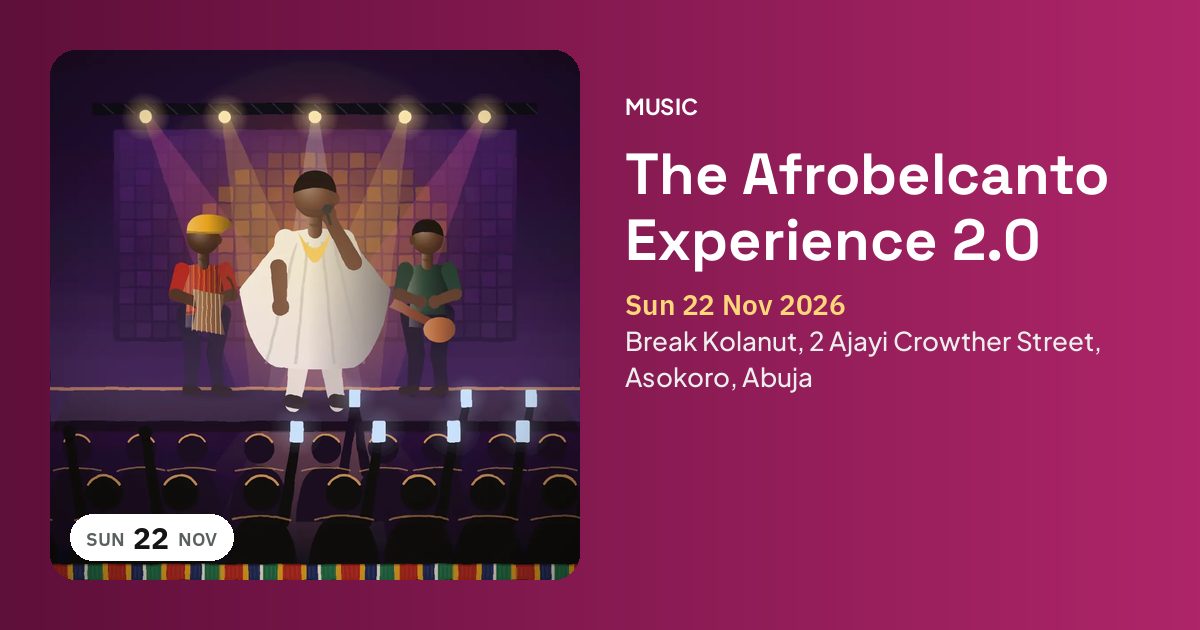 MUSIC
The Afrobelcanto
Experience 2.0
Sun 22 Nov 2026
Break Kolanut, 2 Ajayi Crowther Street,
Asokoro, Abuja
SUN 22 NOV